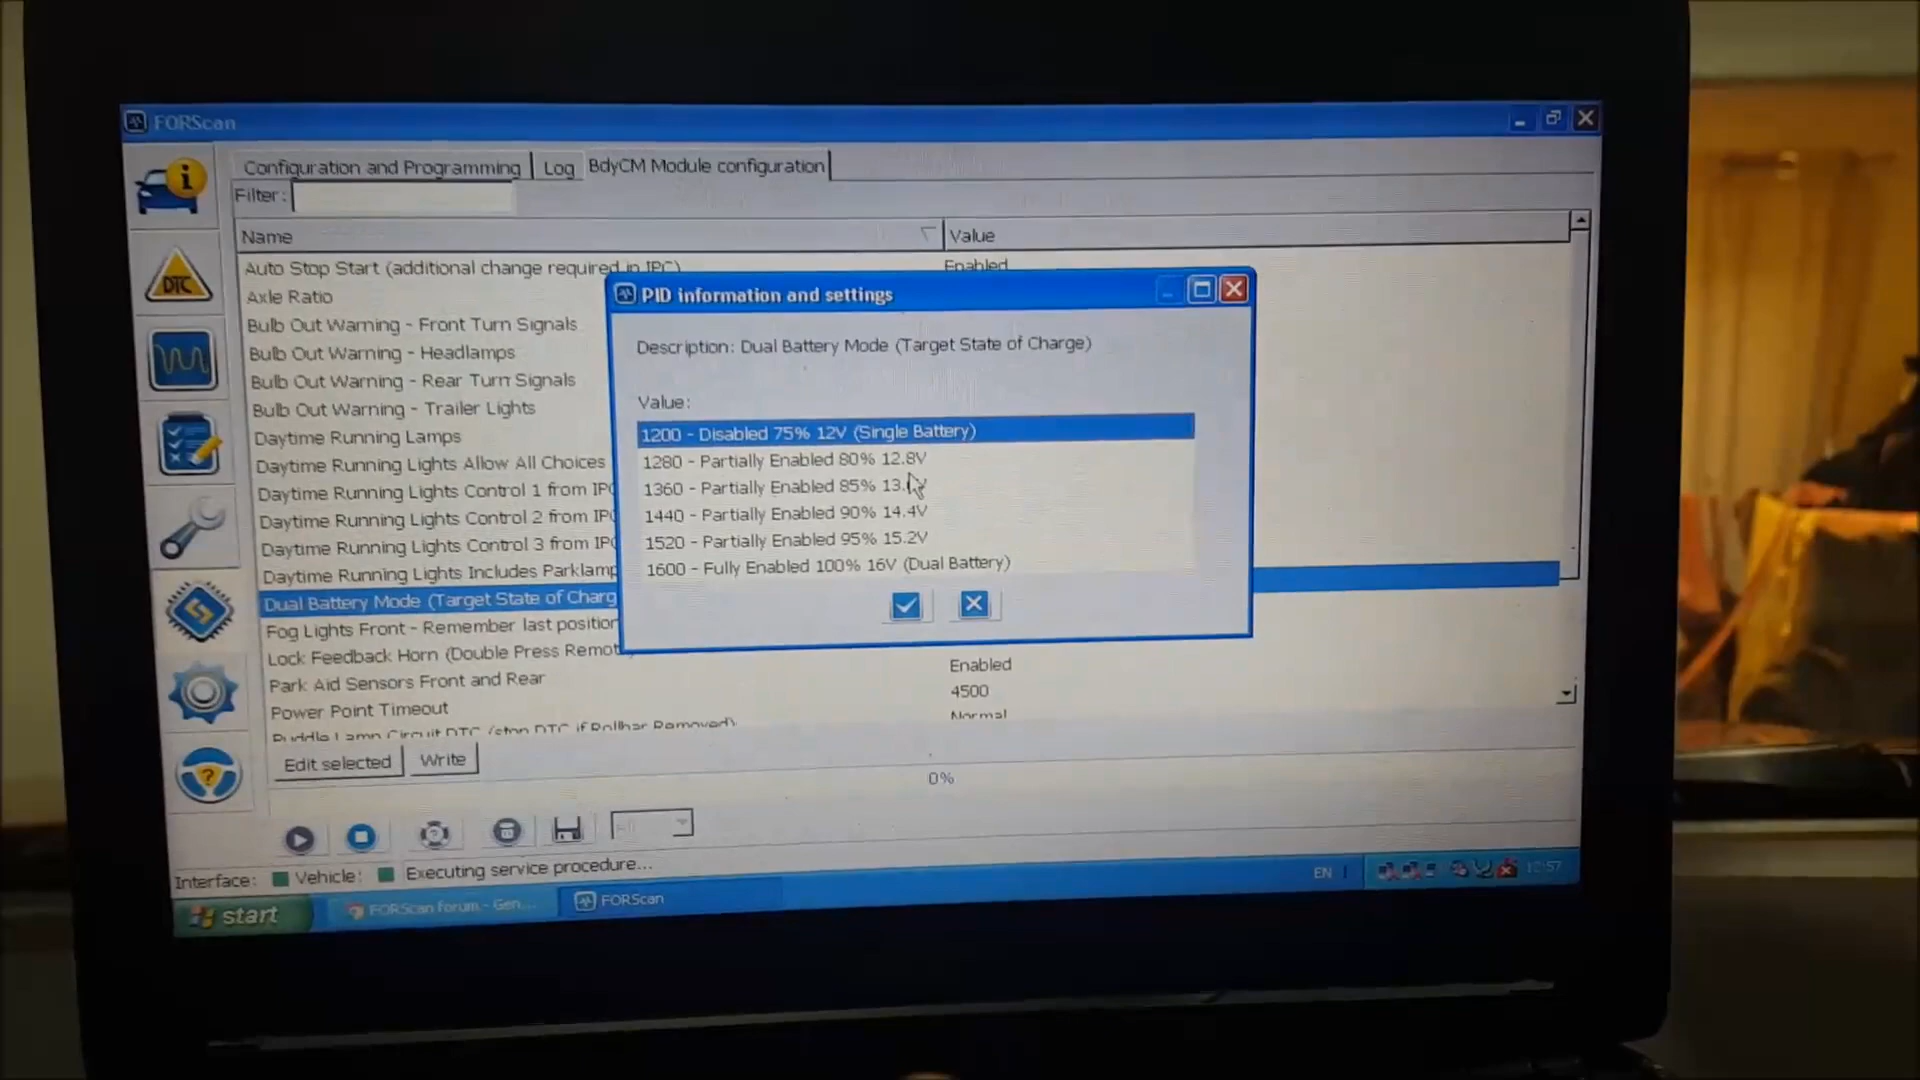 FORScan
Configuration and Programming
Log
BdyCM Module configuration
Filter:
Name
Value
Auto Stop Start (additional change required in IPC)
Enabled
Axle Ratio
Bulb Out Warning - Front Turn Signals
Bulb Out Warning - Headlamps
Bulb Out Warning - Rear Turn Signals
Bulb Out Warning - Trailer Lights
DTC
Daytime Running Lamps
Daytime Running Lights Allow All Choices
Daytime Running Lights Control 1 from IPC
Daytime Running Lights Control 2 from IPC
Daytime Running Lights Control 3 from IPC
Daytime Running Lights Includes Parklamp
Dual Battery Mode (Target State of Charg
Fog Lights Front - Remember last position
Lock Feedback Horn (Double Press Remot
Enabled
Park Aid Sensors Front and Rear
4500
Power Point Timeout
Normal
Puddle Lamp Circuit DTC (stop DTC if Rollbar Removed)
PID information and settings
Description: Dual Battery Mode (Target State of Charge)
Value:
1200 - Disabled 75% 12V (Single Battery)
1280 - Partially Enabled 80% 12.8V
1360 - Partially Enabled 85% 13.
1440 - Partially Enabled 90% 14.4V
1520 - Partially Enabled 95% 15.2V
1600 - Fully Enabled 100% 16V (Dual Battery)
Edit selected
Write
0%
All
Interface:
Vehicle:
Executing service procedure...
start
FORScan forum - Gen...
FORScan
EN